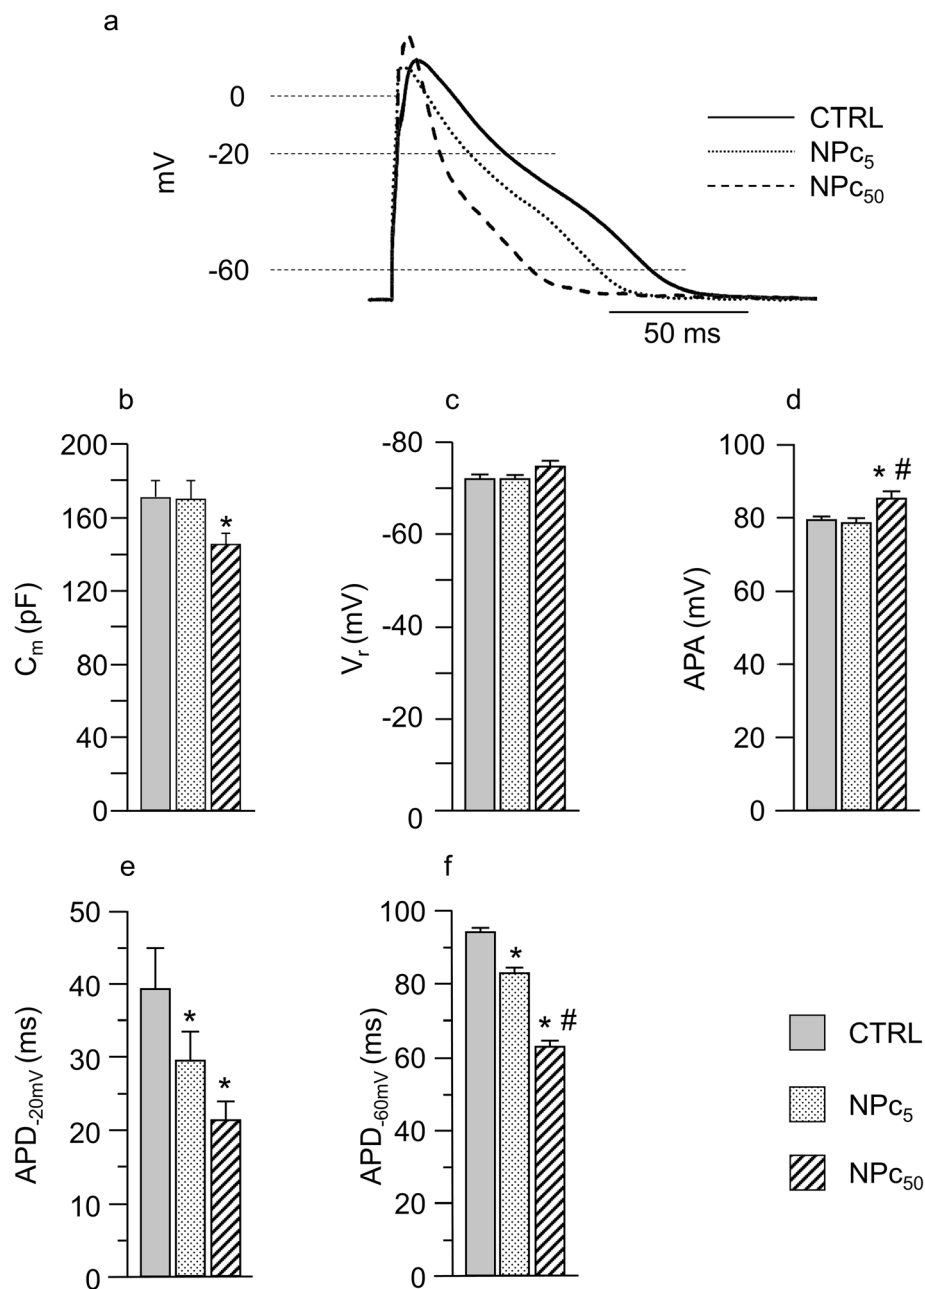 a
mV
0
-20
-60
CTRL
NPc5
NPc50
50 ms
b
Cm (pF)
200
160
120
80
40
0
*
c
Vr (mV)
-80
-60
-40
-20
0
d
APA (mV)
100
80
60
40
20
0
* #
e
APD-20mV (ms)
50
40
30
20
10
0
*
*
f
APD-60mV (ms)
100
80
60
40
20
0
*
* #
CTRL
NPc5
NPc50